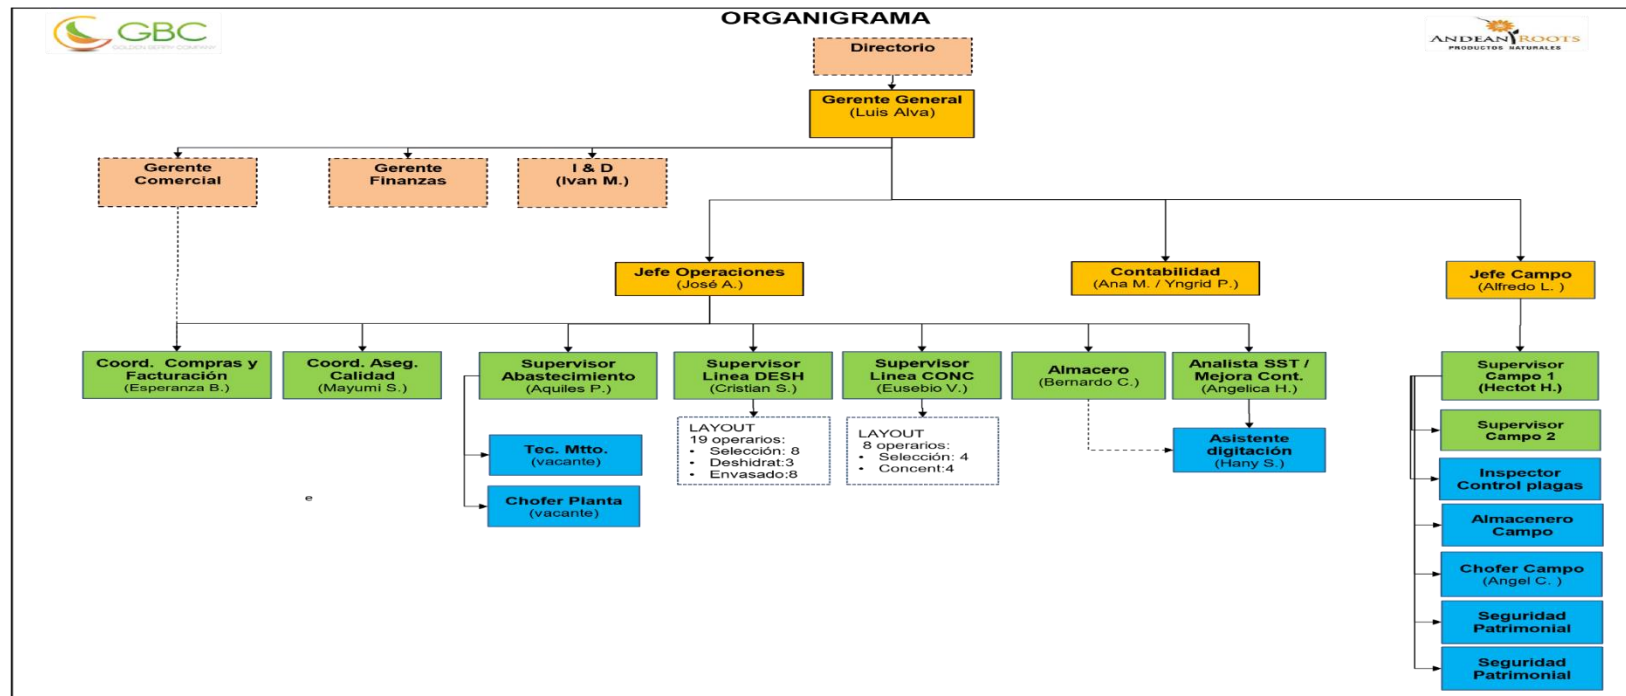 ORGANIGRAMA
GBC
GOLDEN BERRY COMPANY
ANDEAN ROOTS
PRODUCTOS NATURALES
Directorio
Gerente General
(Luis Alva)
Gerente
Comercial
Gerente
Finanzas
I & D
(Ivan M.)
Jefe Operaciones
(José A.)
Contabilidad
(Ana M. / Yngrid P.)
Jefe Campo
(Alfredo L. )
Coord. Compras y
Facturación
(Esperanza B.)
Coord. Aseg.
Calidad
(Mayumi S.)
Supervisor
Abastecimiento
(Aquiles P.)
Supervisor
Linea DESH
(Cristian S.)
Supervisor
Linea CONC
(Eusebio V.)
Almacero
(Bernardo C.)
Analista SST /
Mejora Cont.
(Angelica H.)
Supervisor
Campo 1
(Hectot H.)
LAYOUT
19 operarios:
• Selección: 8
• Deshidrat:3
• Envasado:8
LAYOUT
8 operarios:
• Selección: 4
• Concent:4
Tec. Mtto.
(vacante)
Chofer Planta
(vacante)
Asistente
digitación
(Hany S.)
Supervisor
Campo 2
Inspector
Control plagas
Almacenero
Campo
Chofer Campo
(Angel C. )
Seguridad
Patrimonial
Seguridad
Patrimonial
e